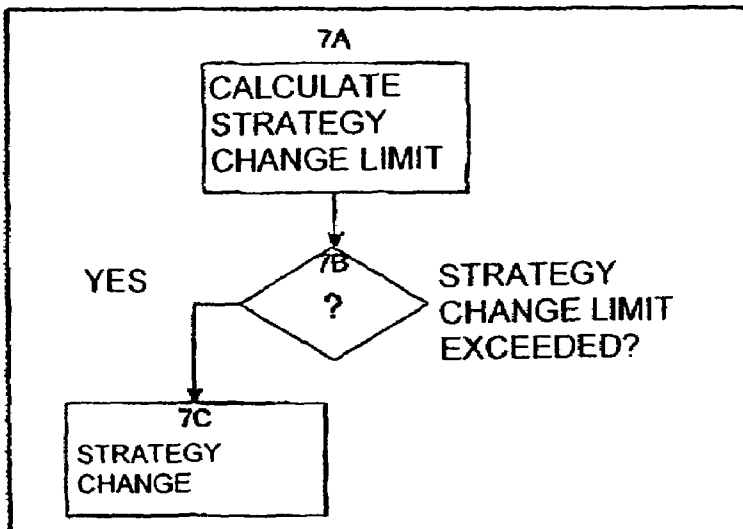 7A
CALCULATE
STRATEGY
CHANGE LIMIT
7B
?
YES
STRATEGY
CHANGE LIMIT
EXCEEDED?
7C
STRATEGY
CHANGE